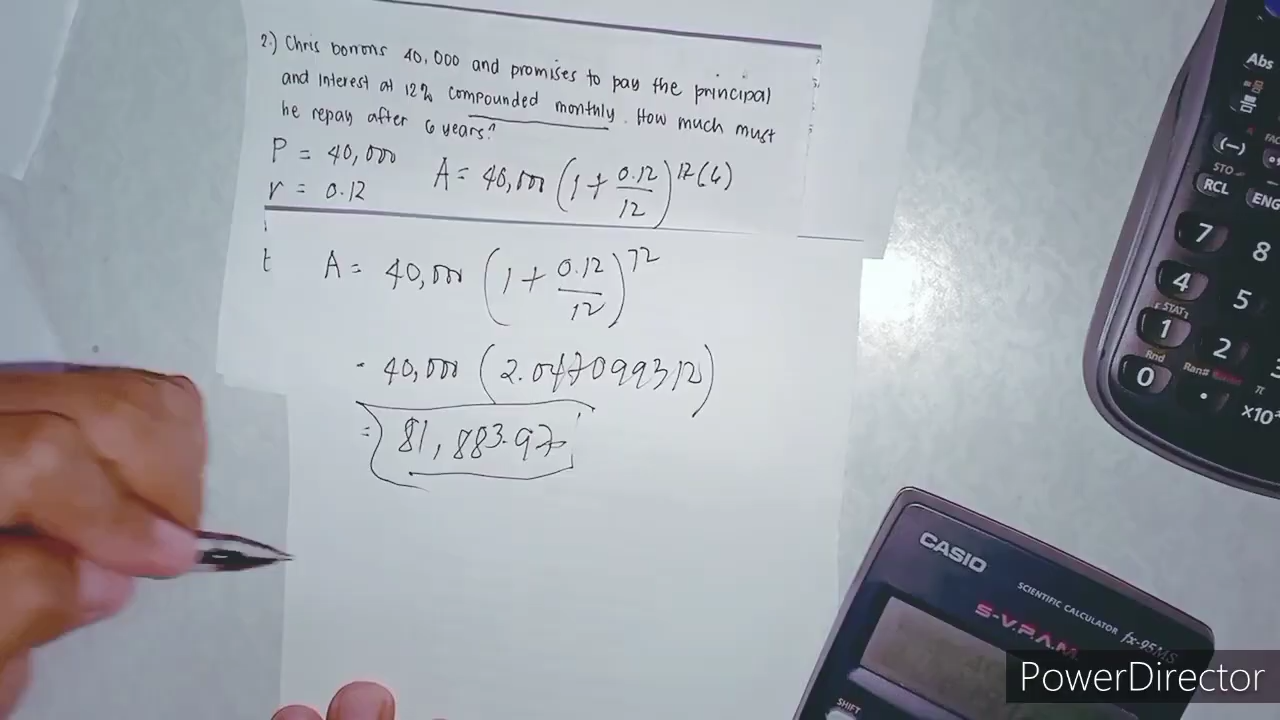 2.) Chris borrows 40,000 and promises to pay the principal
and interest at 12% compounded monthly. How much must
he repay after 6 years?
P = 40,000
A = 40,000 (1 + 0.12/12)^12(6)
r = 0.12
t
A = 40,000 (1 + 0.12/12)^72
= 40,000 (2.047099312)
= 81,883.97
Abs
(−)
STO
RCL
ENG
7
8
4
5
STAT
1
2
Rnd
Ran#
π
0
.
CASIO
SCIENTIFIC CALCULATOR fx-95MS
S-V.P.A.M.
SHIFT
PowerDirector